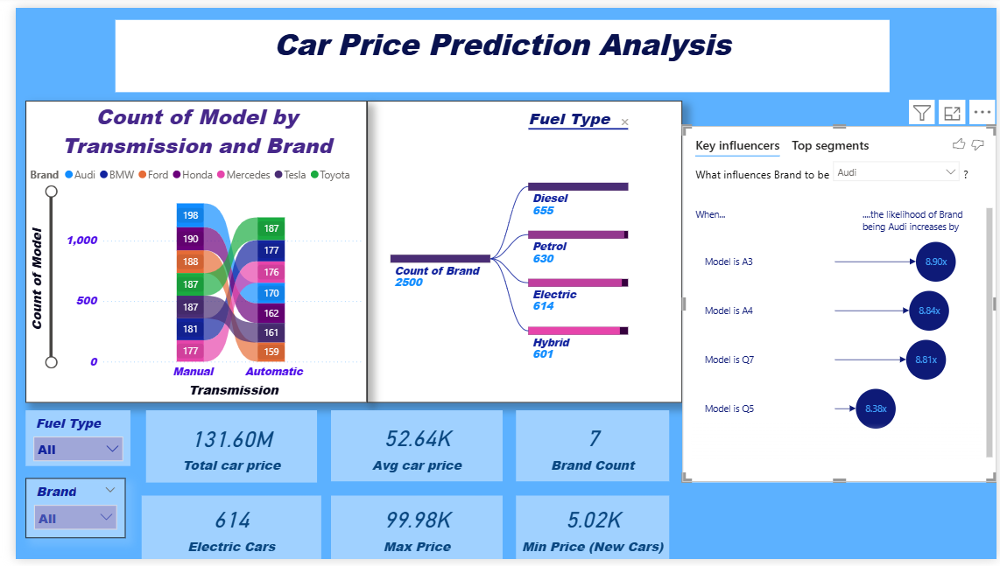 Car Price Prediction Analysis
Count of Model by
Transmission and Brand
Brand Audi BMW Ford Honda Mercedes Tesla Toyota
Count of Model
1,000
500
0
198
190
188
187
187
181
177
187
177
176
170
162
161
159
Manual Automatic
Transmission
Fuel Type ×
Count of Brand
2500
Diesel
655
Petrol
630
Electric
614
Hybrid
601
Key influencers Top segments
What influences Brand to be Audi ?
When...
....the likelihood of Brand
being Audi increases by
Model is A3 8.90x
Model is A4 8.84x
Model is Q7 8.81x
Model is Q5 8.38x
Fuel Type
All
Brand
All
131.60M
Total car price
52.64K
Avg car price
7
Brand Count
614
Electric Cars
99.98K
Max Price
5.02K
Min Price (New Cars)